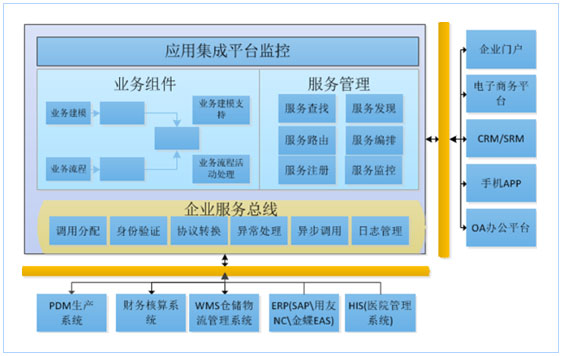 应用集成平台监控
业务组件
服务管理
业务建模
业务建模支
持
业务流程
业务流程活
动处理
服务查找
服务发现
服务路由
服务编排
服务注册
服务监控
企业服务总线
调用分配
身份验证
协议转换
异常处理
异步调用
日志管理
企业门户
电子商务平
台
CRM/SRM
手机APP
OA办公平台
PDM生产
系统
财务核算系
统
WMS仓储物
流管理系统
ERP(SAP\用友
NC\金蝶EAS)
HIS(医院管理
系统)